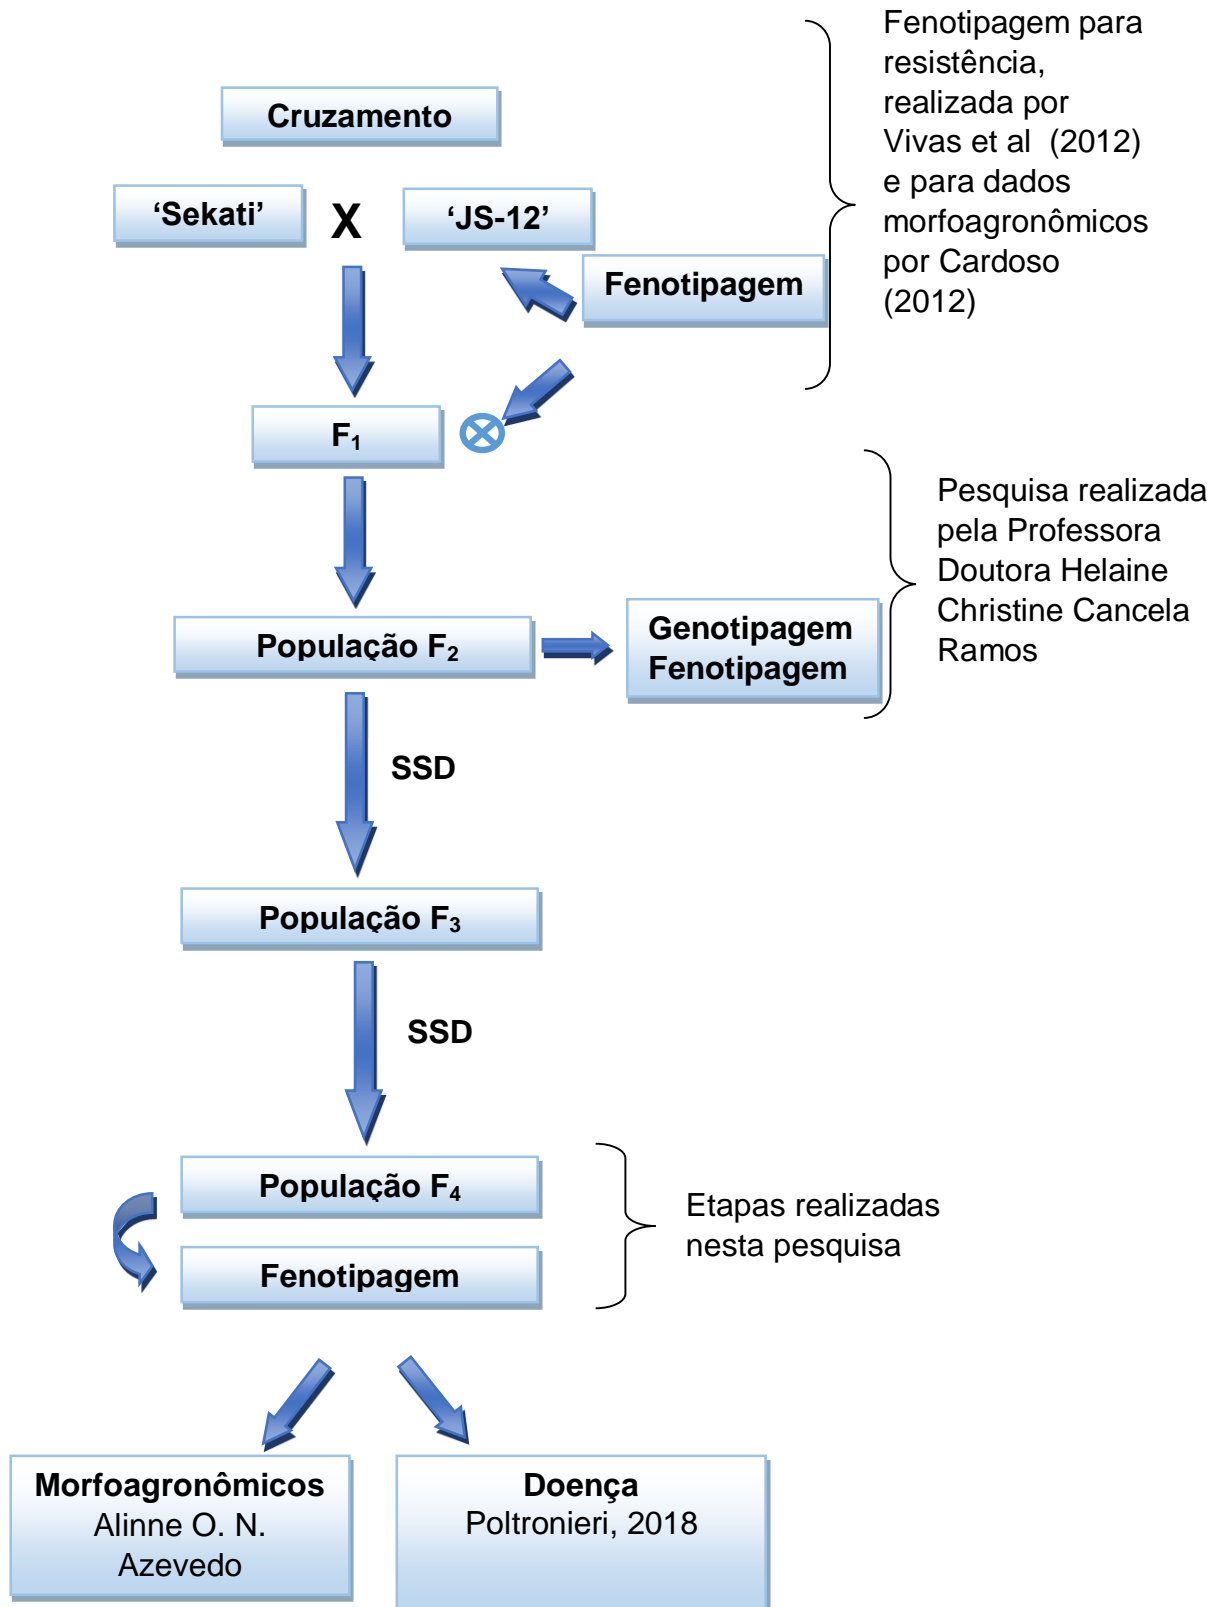 Fenotipagem para
resistência,
realizada por
Vivas et al (2012)
e para dados
morfoagronômicos
por Cardoso
(2012)
Cruzamento
‘Sekati’
X
‘JS-12’
Fenotipagem
F₁
Pesquisa realizada
pela Professora
Doutora Helaine
Christine Cancela
Ramos
População F₂
Genotipagem
Fenotipagem
SSD
População F₃
SSD
População F₄
Fenotipagem
Etapas realizadas
nesta pesquisa
Morfoagronômicos
Alinne O. N.
Azevedo
Doença
Poltronieri, 2018